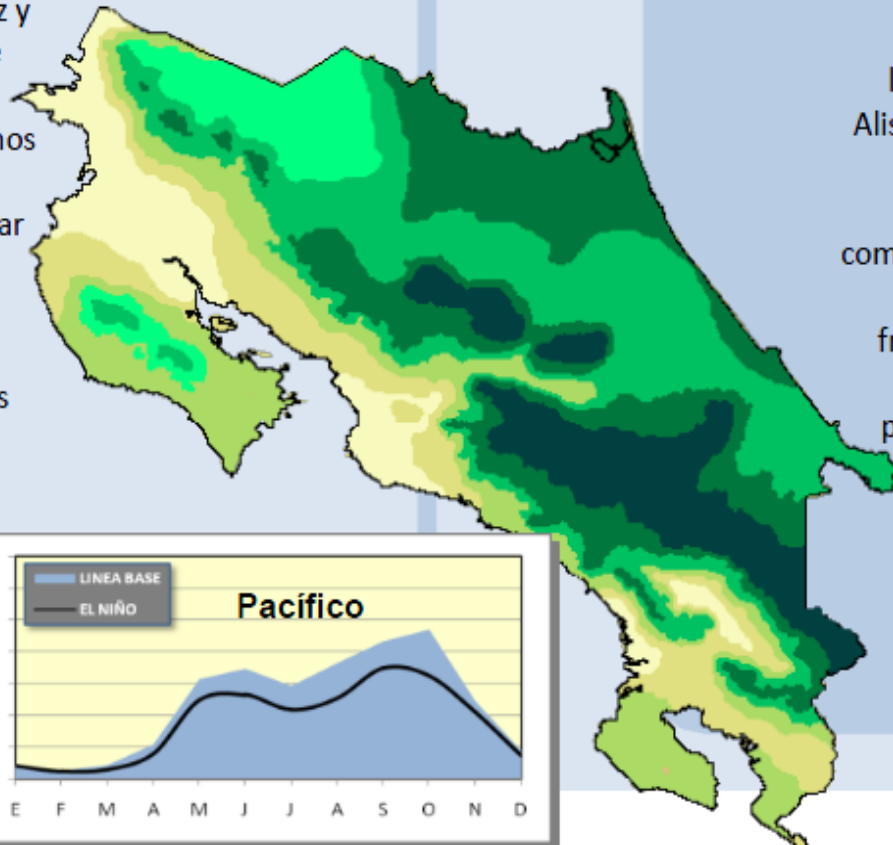 z y
nos
ar
s
Alis
com
fr
p
LINEA BASE
EL NIÑO
Pacífico
E F M A M J J A S O N D